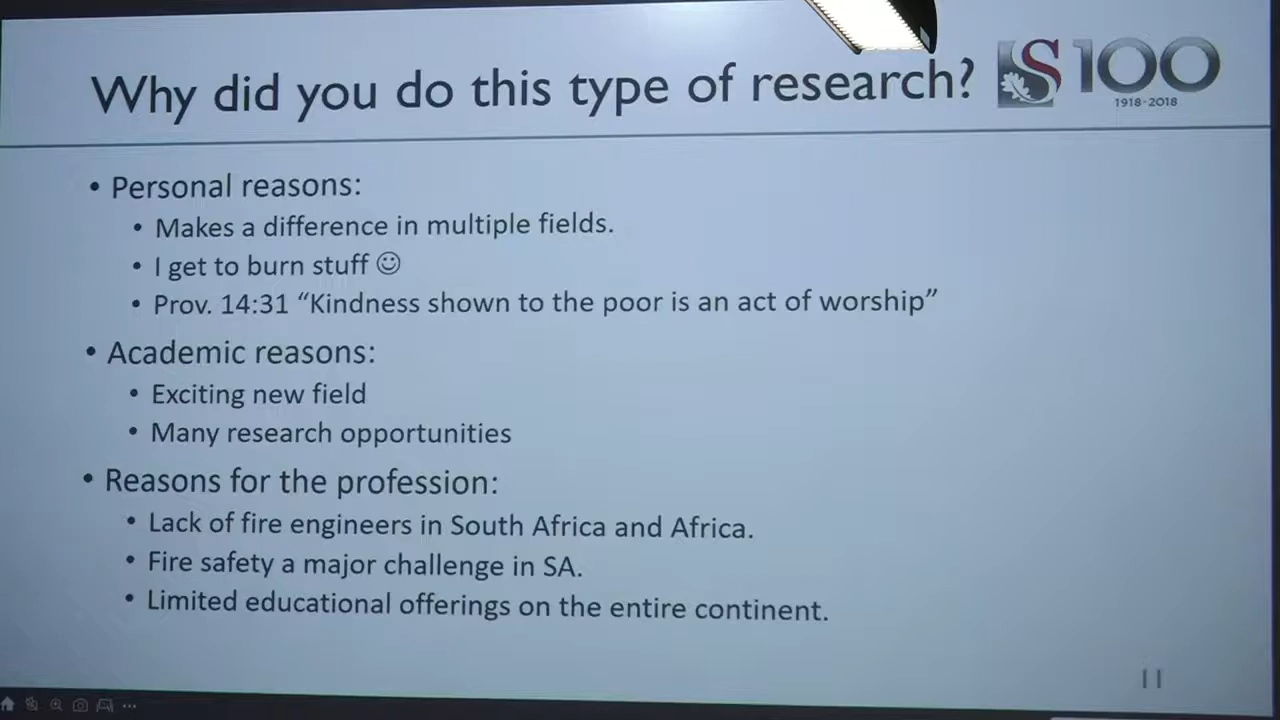 Why did you do this type of research?
S100
1918 · 2018
• Personal reasons:
• Makes a difference in multiple fields.
• I get to burn stuff ☺
• Prov. 14:31 “Kindness shown to the poor is an act of worship”
• Academic reasons:
• Exciting new field
• Many research opportunities
• Reasons for the profession:
• Lack of fire engineers in South Africa and Africa.
• Fire safety a major challenge in SA.
• Limited educational offerings on the entire continent.
11